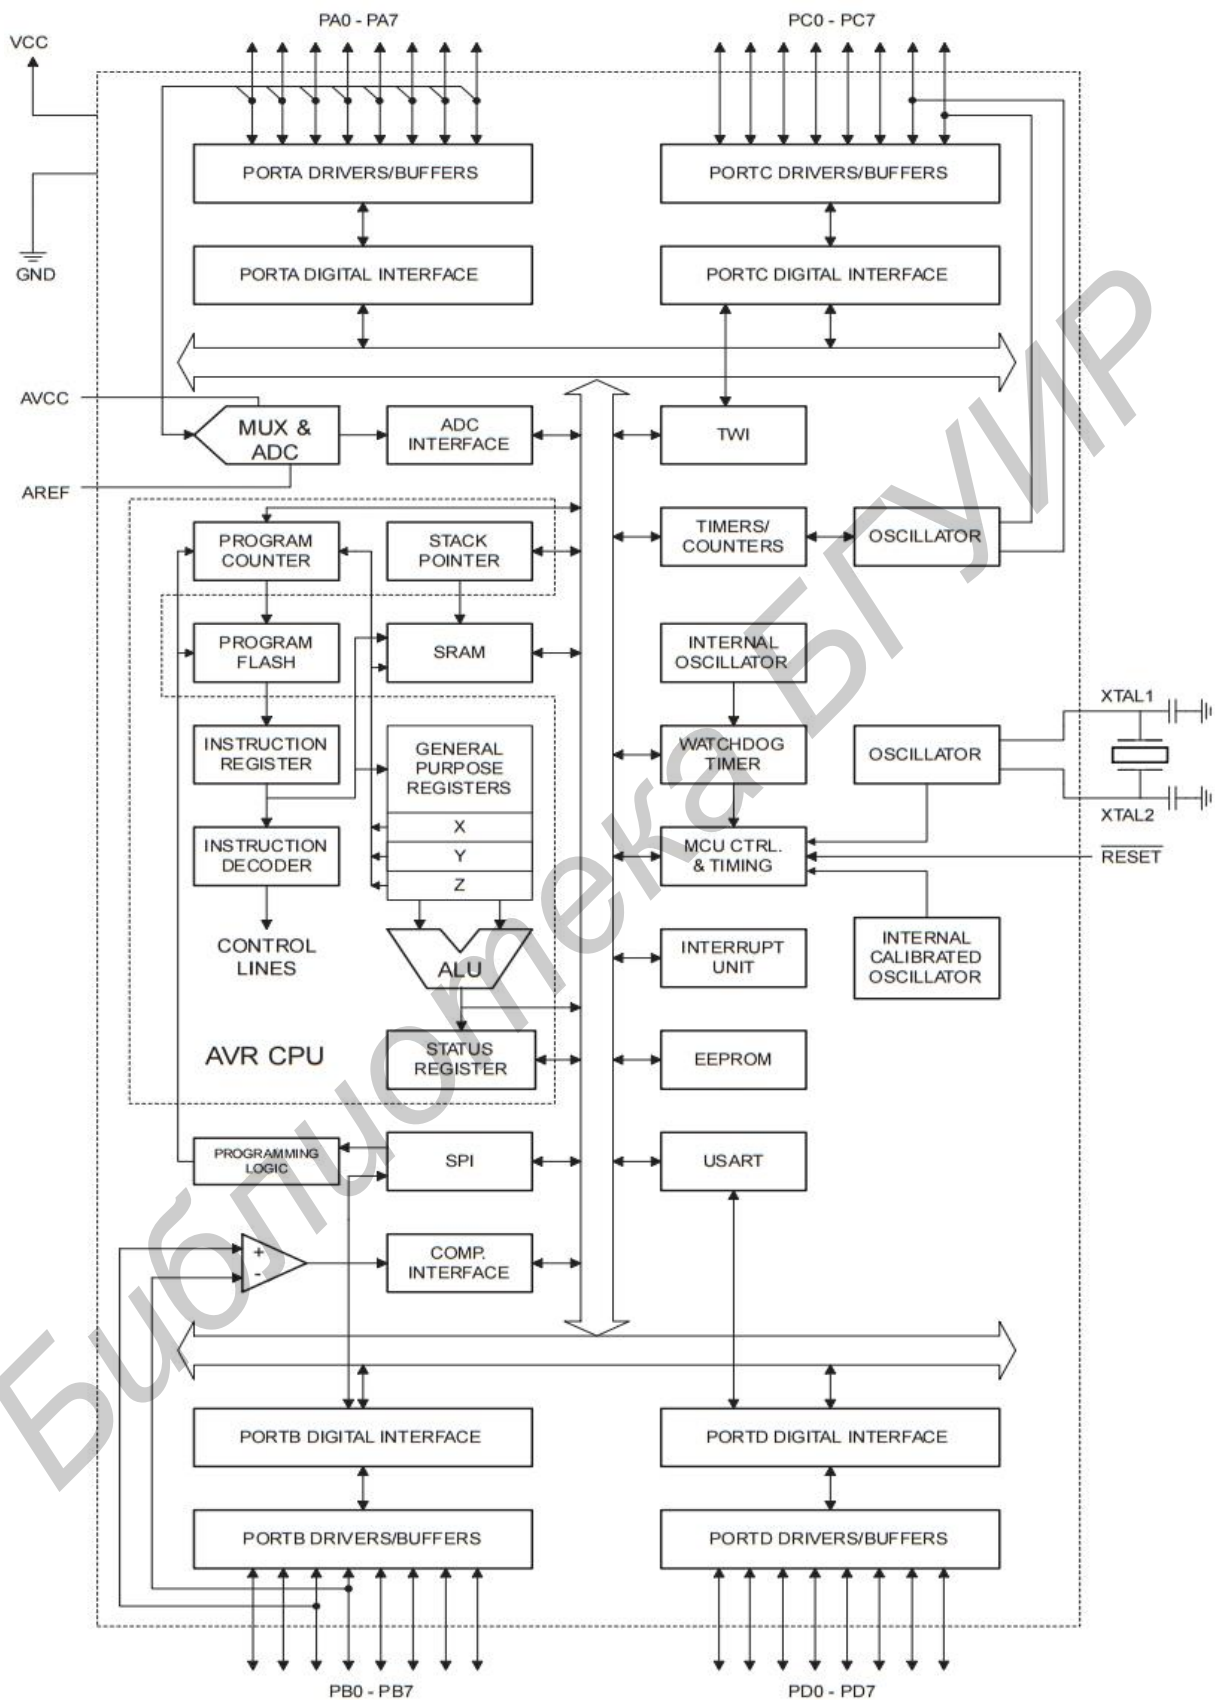 PA0 - PA7
PC0 - PC7
VCC
PORTA DRIVERS/BUFFERS
PORTC DRIVERS/BUFFERS
GND
PORTA DIGITAL INTERFACE
PORTC DIGITAL INTERFACE
AVCC
MUX &
ADC
ADC
INTERFACE
TWI
AREF
PROGRAM
COUNTER
STACK
POINTER
TIMERS/
COUNTERS
OSCILLATOR
PROGRAM
FLASH
SRAM
INTERNAL
OSCILLATOR
XTAL1
INSTRUCTION
REGISTER
GENERAL
PURPOSE
REGISTERS
WATCHDOG
TIMER
OSCILLATOR
XTAL2
X
INSTRUCTION
DECODER
Y
MCU CTRL.
& TIMING
RESET
Z
CONTROL
LINES
ALU
INTERRUPT
UNIT
INTERNAL
CALIBRATED
OSCILLATOR
AVR CPU
STATUS
REGISTER
EEPROM
PROGRAMMING
LOGIC
SPI
USART
+
-
COMP.
INTERFACE
PORTB DIGITAL INTERFACE
PORTD DIGITAL INTERFACE
PORTB DRIVERS/BUFFERS
PORTD DRIVERS/BUFFERS
PB0 - PB7
PD0 - PD7
Библиотека БГУИР